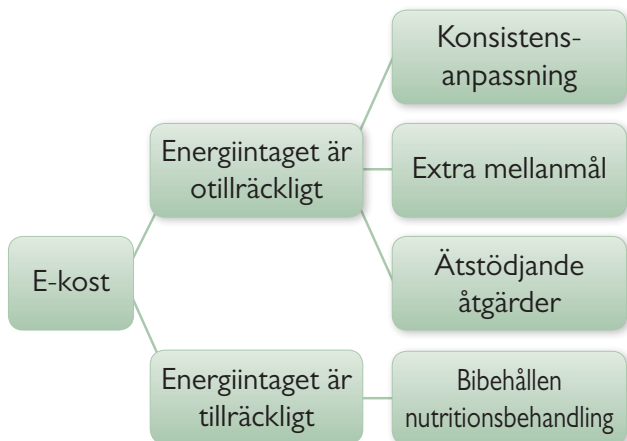 Konsistens-
anpassning
Energiintaget är
otillräckligt
Extra mellanmål
Ätstödjande
åtgärder
E-kost
Energiintaget är
tillräckligt
Bibehållen
nutritionsbehandling